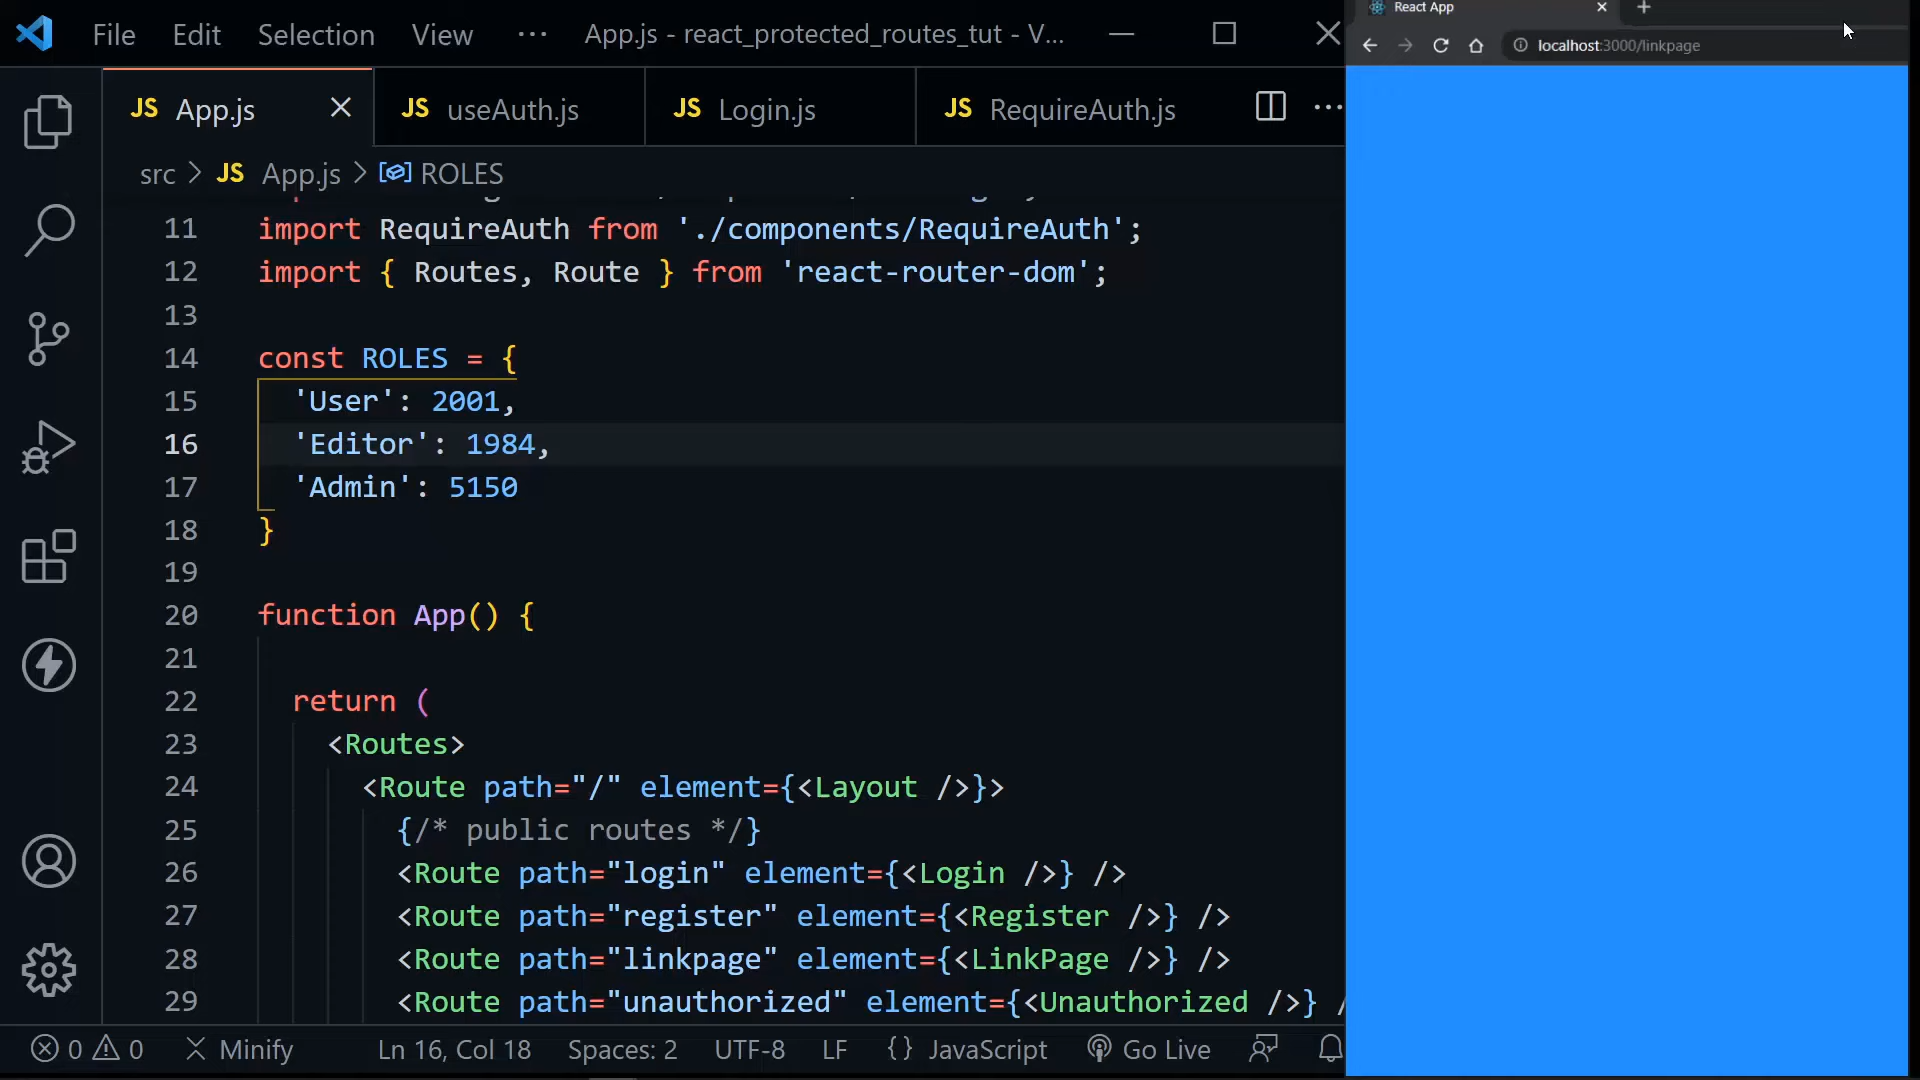 File Edit Selection View ··· App.js - react_protected_routes_tut - V...
React App
localhost:3000/linkpage
JS App.js JS useAuth.js JS Login.js JS RequireAuth.js
src > JS App.js > ROLES
11 import RequireAuth from './components/RequireAuth';
12 import { Routes, Route } from 'react-router-dom';
13
14 const ROLES = {
15 'User': 2001,
16 'Editor': 1984,
17 'Admin': 5150
18 }
19
20 function App() {
21
22 return (
23 <Routes>
24 <Route path="/" element={<Layout />}>
25 {/* public routes */}
26 <Route path="login" element={<Login />} />
27 <Route path="register" element={<Register />} />
28 <Route path="linkpage" element={<LinkPage />} />
29 <Route path="unauthorized" element={<Unauthorized />} /
0 0 Minify Ln 16, Col 18 Spaces: 2 UTF-8 LF {} JavaScript Go Live